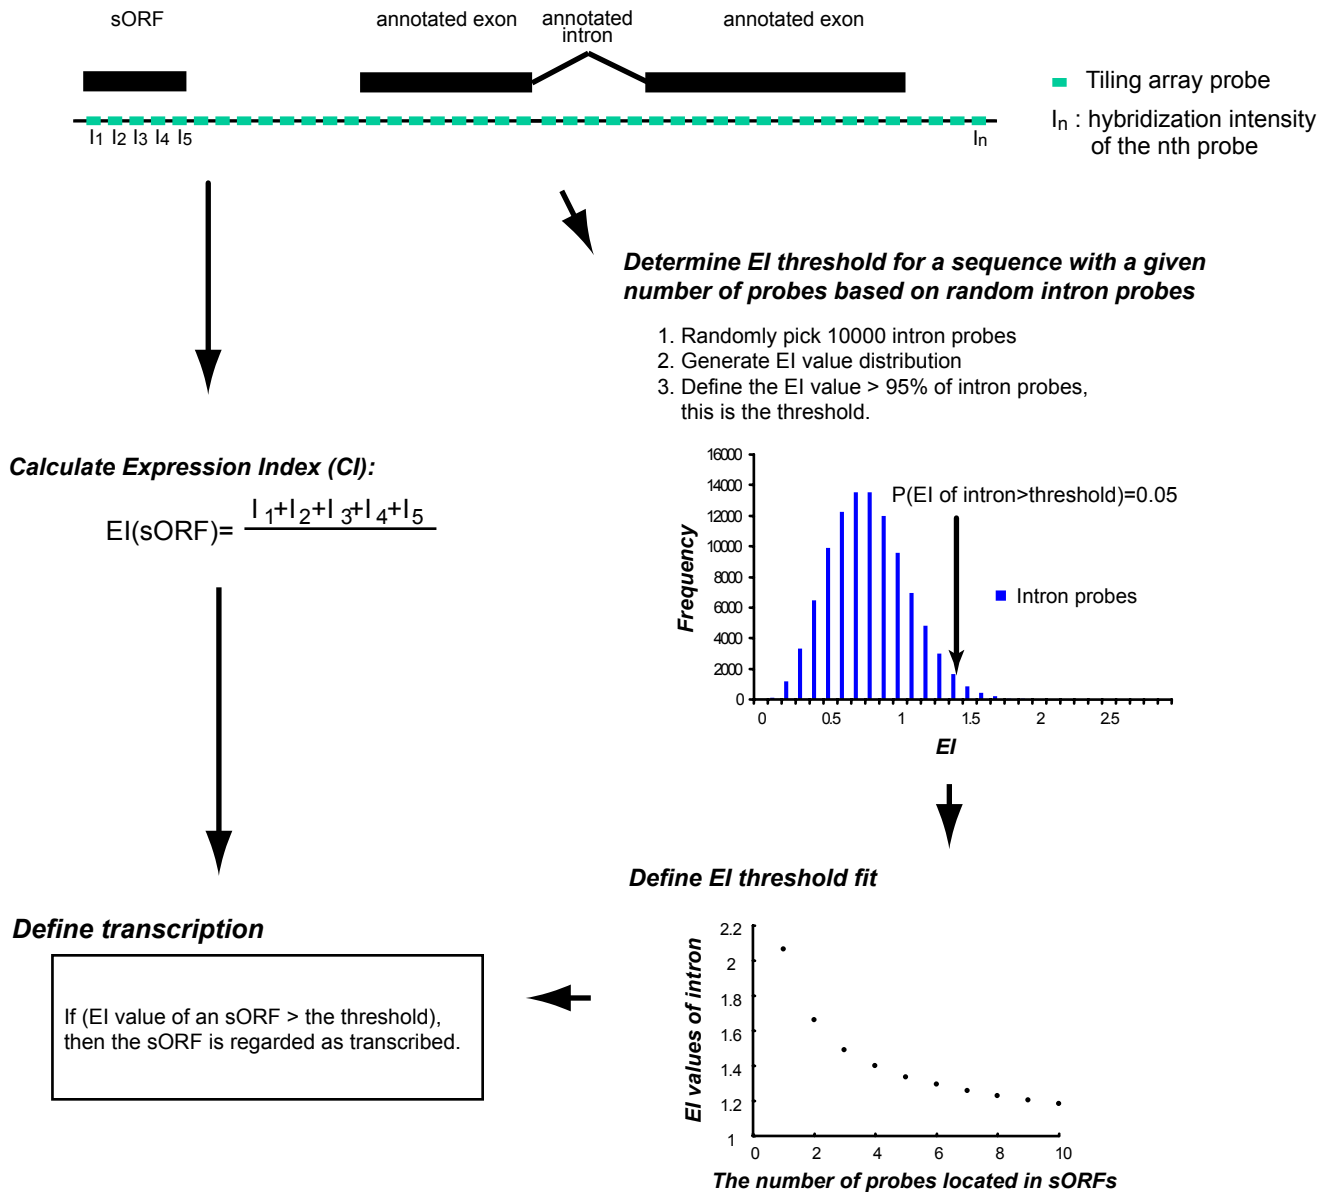 sORF
annotated exon
annotated
intron
annotated exon
Tiling array probe
I1 I2 I3 I4 I5
In
In : hybridization intensity
of the nth probe
Determine EI threshold for a sequence with a given
number of probes based on random intron probes
1. Randomly pick 10000 intron probes
2. Generate EI value distribution
3. Define the EI value > 95% of intron probes,
this is the threshold.
Calculate Expression Index (CI):
EI(sORF)= I 1+I 2+I 3+I 4+I 5
16000
14000
12000
10000
8000
6000
4000
2000
0
Frequency
P(EI of intron>threshold)=0.05
Intron probes
0 0.5 1 1.5 2 2.5
EI
Define EI threshold fit
Define transcription
If (EI value of an sORF > the threshold),
then the sORF is regarded as transcribed.
2.2
2
1.8
1.6
1.4
1.2
1
EI values of intron
0 2 4 6 8 10
The number of probes located in sORFs